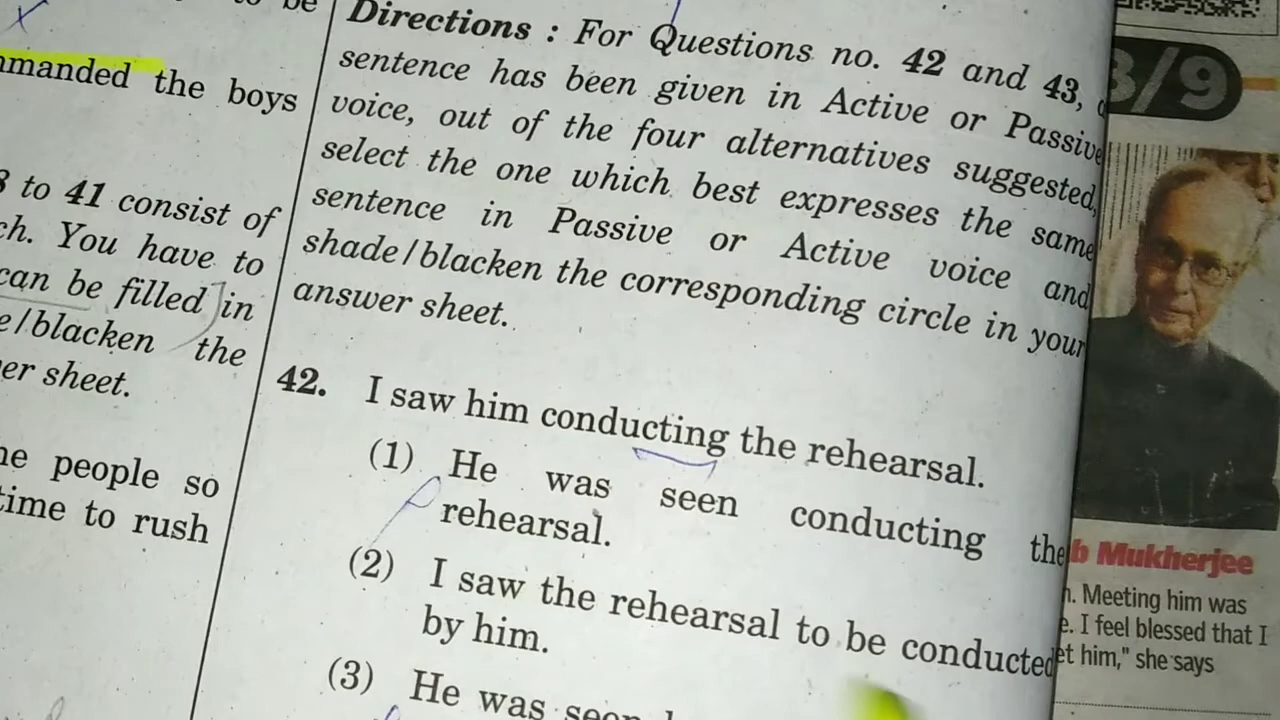 be
mmanded the boys
8 to 41 consist of
ch. You have to
can be filled in
e/blacken the
er sheet.
ne people so
time to rush
Directions : For Questions no. 42 and 43, a
sentence has been given in Active or Passive
voice, out of the four alternatives suggested,
select the one which best expresses the same
sentence in Passive or Active voice and
shade/blacken the corresponding circle in your
answer sheet.
42. I saw him conducting the rehearsal.
(1) He was seen conducting the
rehearsal.
(2) I saw the rehearsal to be conducted
by him.
(3) He was seen
3/9
b Mukherjee
n. Meeting him was
e. I feel blessed that I
et him," she says